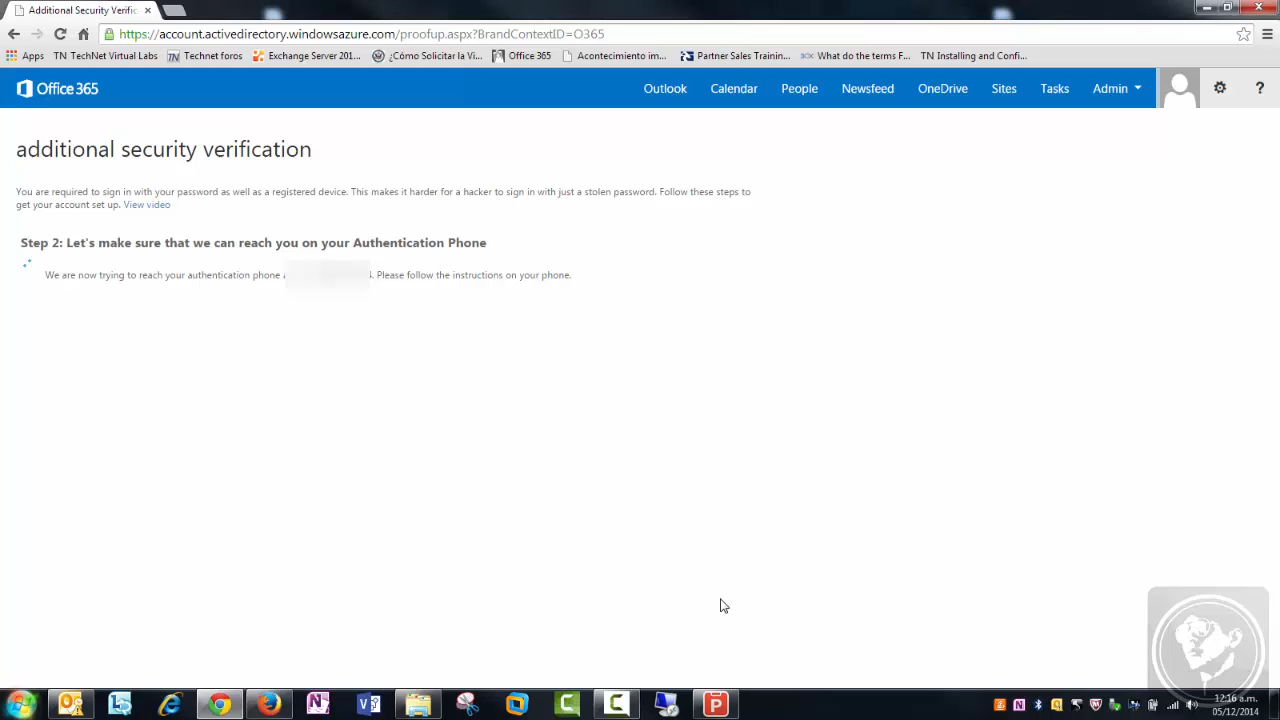 Additional Security Verific
https://account.activedirectory.windowsazure.com/proofup.aspx?BrandContextID=O365
Apps TN TechNet Virtual Labs Technet foros Exchange Server 201... ¿Cómo Solicitar la Vi... Office 365 Acontecimiento im... Partner Sales Trainin... What do the terms F... TN Installing and Confi...
Office 365 Outlook Calendar People Newsfeed OneDrive Sites Tasks Admin ?
additional security verification
You are required to sign in with your password as well as a registered device. This makes it harder for a hacker to sign in with just a stolen password. Follow these steps to
get your account set up. View video
Step 2: Let's make sure that we can reach you on your Authentication Phone
We are now trying to reach your authentication phone . Please follow the instructions on your phone.
12:16 a.m.
05/12/2014